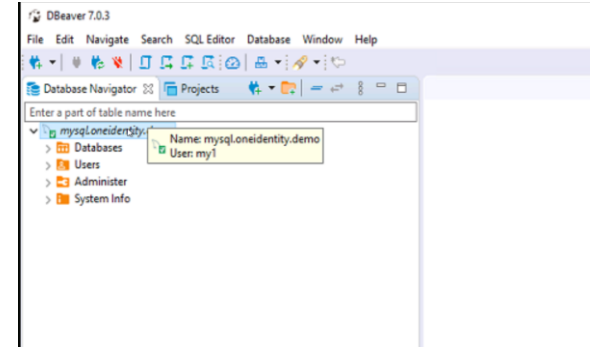 DBeaver 7.0.3
File Edit Navigate Search SQL Editor Database Window Help
Database Navigator Projects
Enter a part of table name here
mysql.oneidentity.
Name: mysql.oneidentity.demo
Databases
User: my1
Users
Administer
System Info